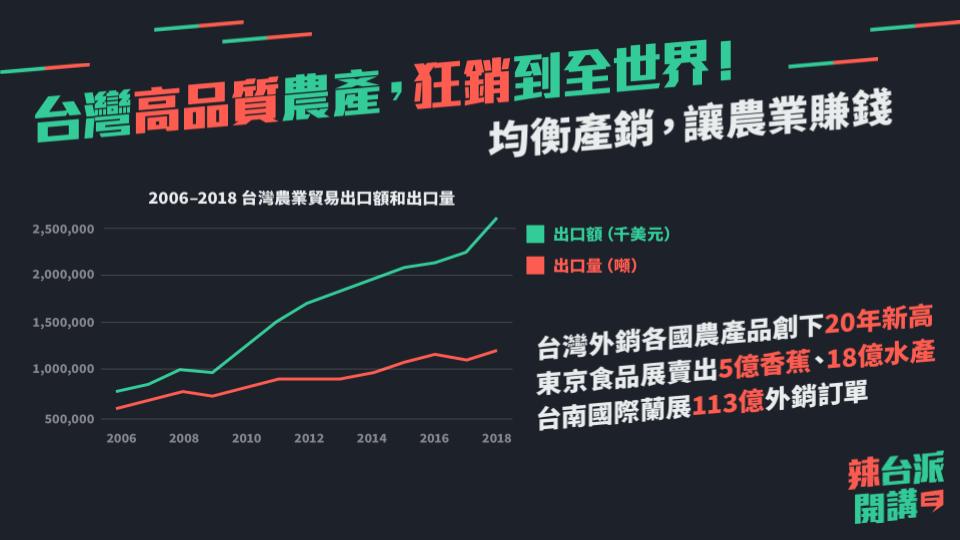 台灣高品質農產，狂銷到全世界！
均衡產銷，讓農業賺錢
2006–2018 台灣農業貿易出口額和出口量
2,500,000
2,000,000
1,500,000
1,000,000
500,000
2006 2008 2010 2012 2014 2016 2018
出口額（千美元）
出口量（噸）
台灣外銷各國農產品創下20年新高
東京食品展賣出5億香蕉、18億水產
台南國際蘭展113億外銷訂單
辣台派
開講